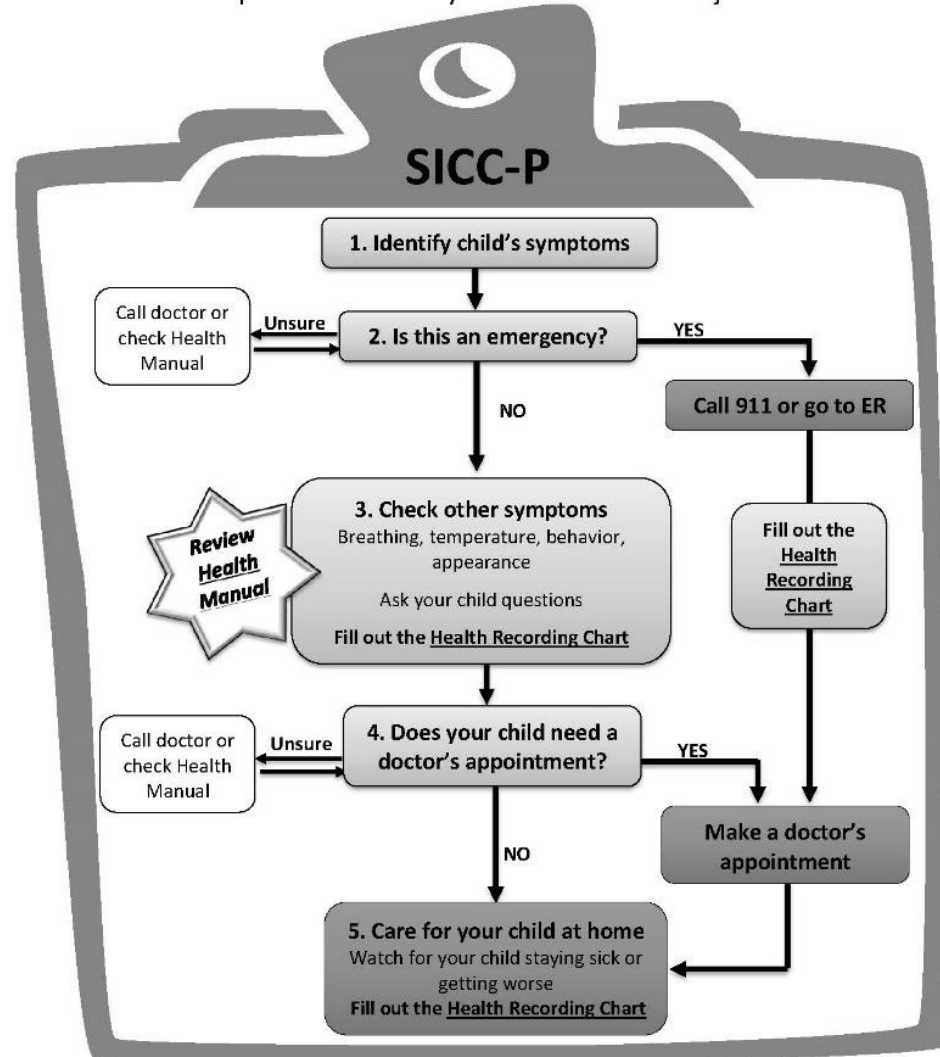 SICC-P
1. Identify child's symptoms
Call doctor or
check Health
Manual
Unsure
2. Is this an emergency?
YES
Call 911 or go to ER
NO
Review
Health
Manual
3. Check other symptoms
Breathing, temperature, behavior,
appearance
Ask your child questions
Fill out the Health Recording Chart
Fill out the
Health
Recording
Chart
Call doctor or
check Health
Manual
Unsure
4. Does your child need a
doctor's appointment?
YES
Make a doctor's
appointment
NO
5. Care for your child at home
Watch for your child staying sick or
getting worse
Fill out the Health Recording Chart